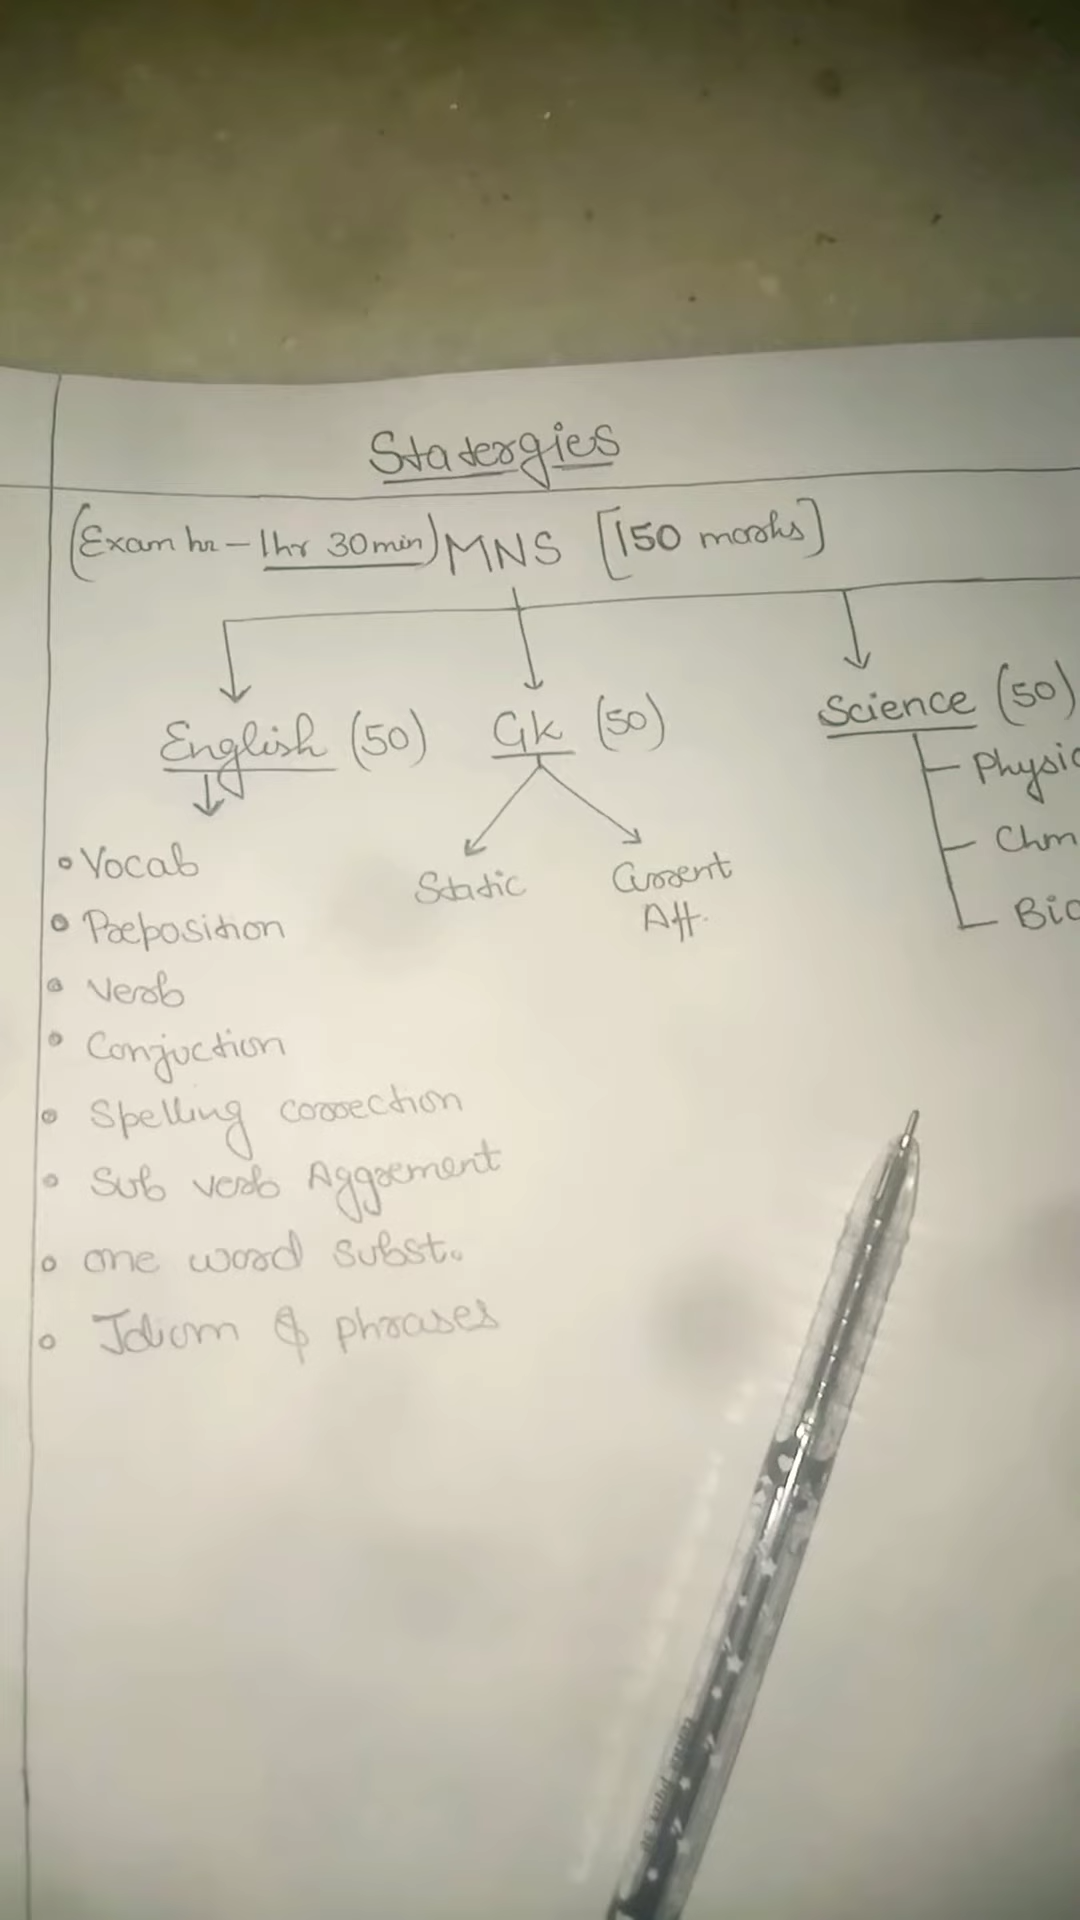 Statergies
(Exam hr - 1hr 30min) MNS [150 marks]
English (50) GK (50) Science (50)
Physic
Chm
Bio
Static Current
Aff.
• Vocab
• Preposition
• Verb
• Conjuction
• Spelling correction
• Sub verb Aggrement
• one word subst.
• Idiom & phrases